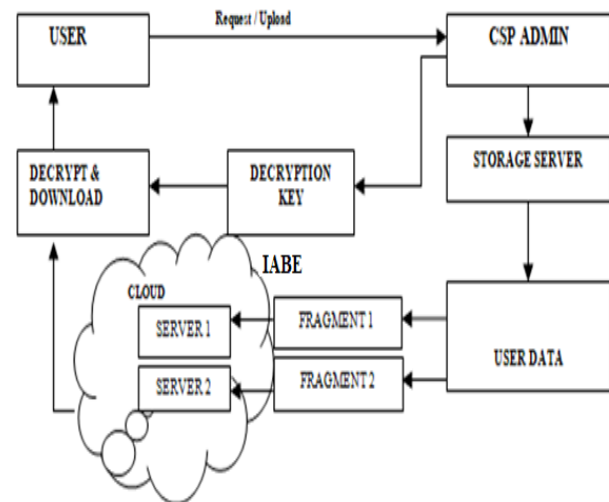 Request / Upload
USER
CSP ADMIN
STORAGE SERVER
DECRYPT &
DOWNLOAD
DECRYPTION
KEY
IABE
CLOUD
SERVER 1
FRAGMENT 1
SERVER 2
FRAGMENT 2
USER DATA